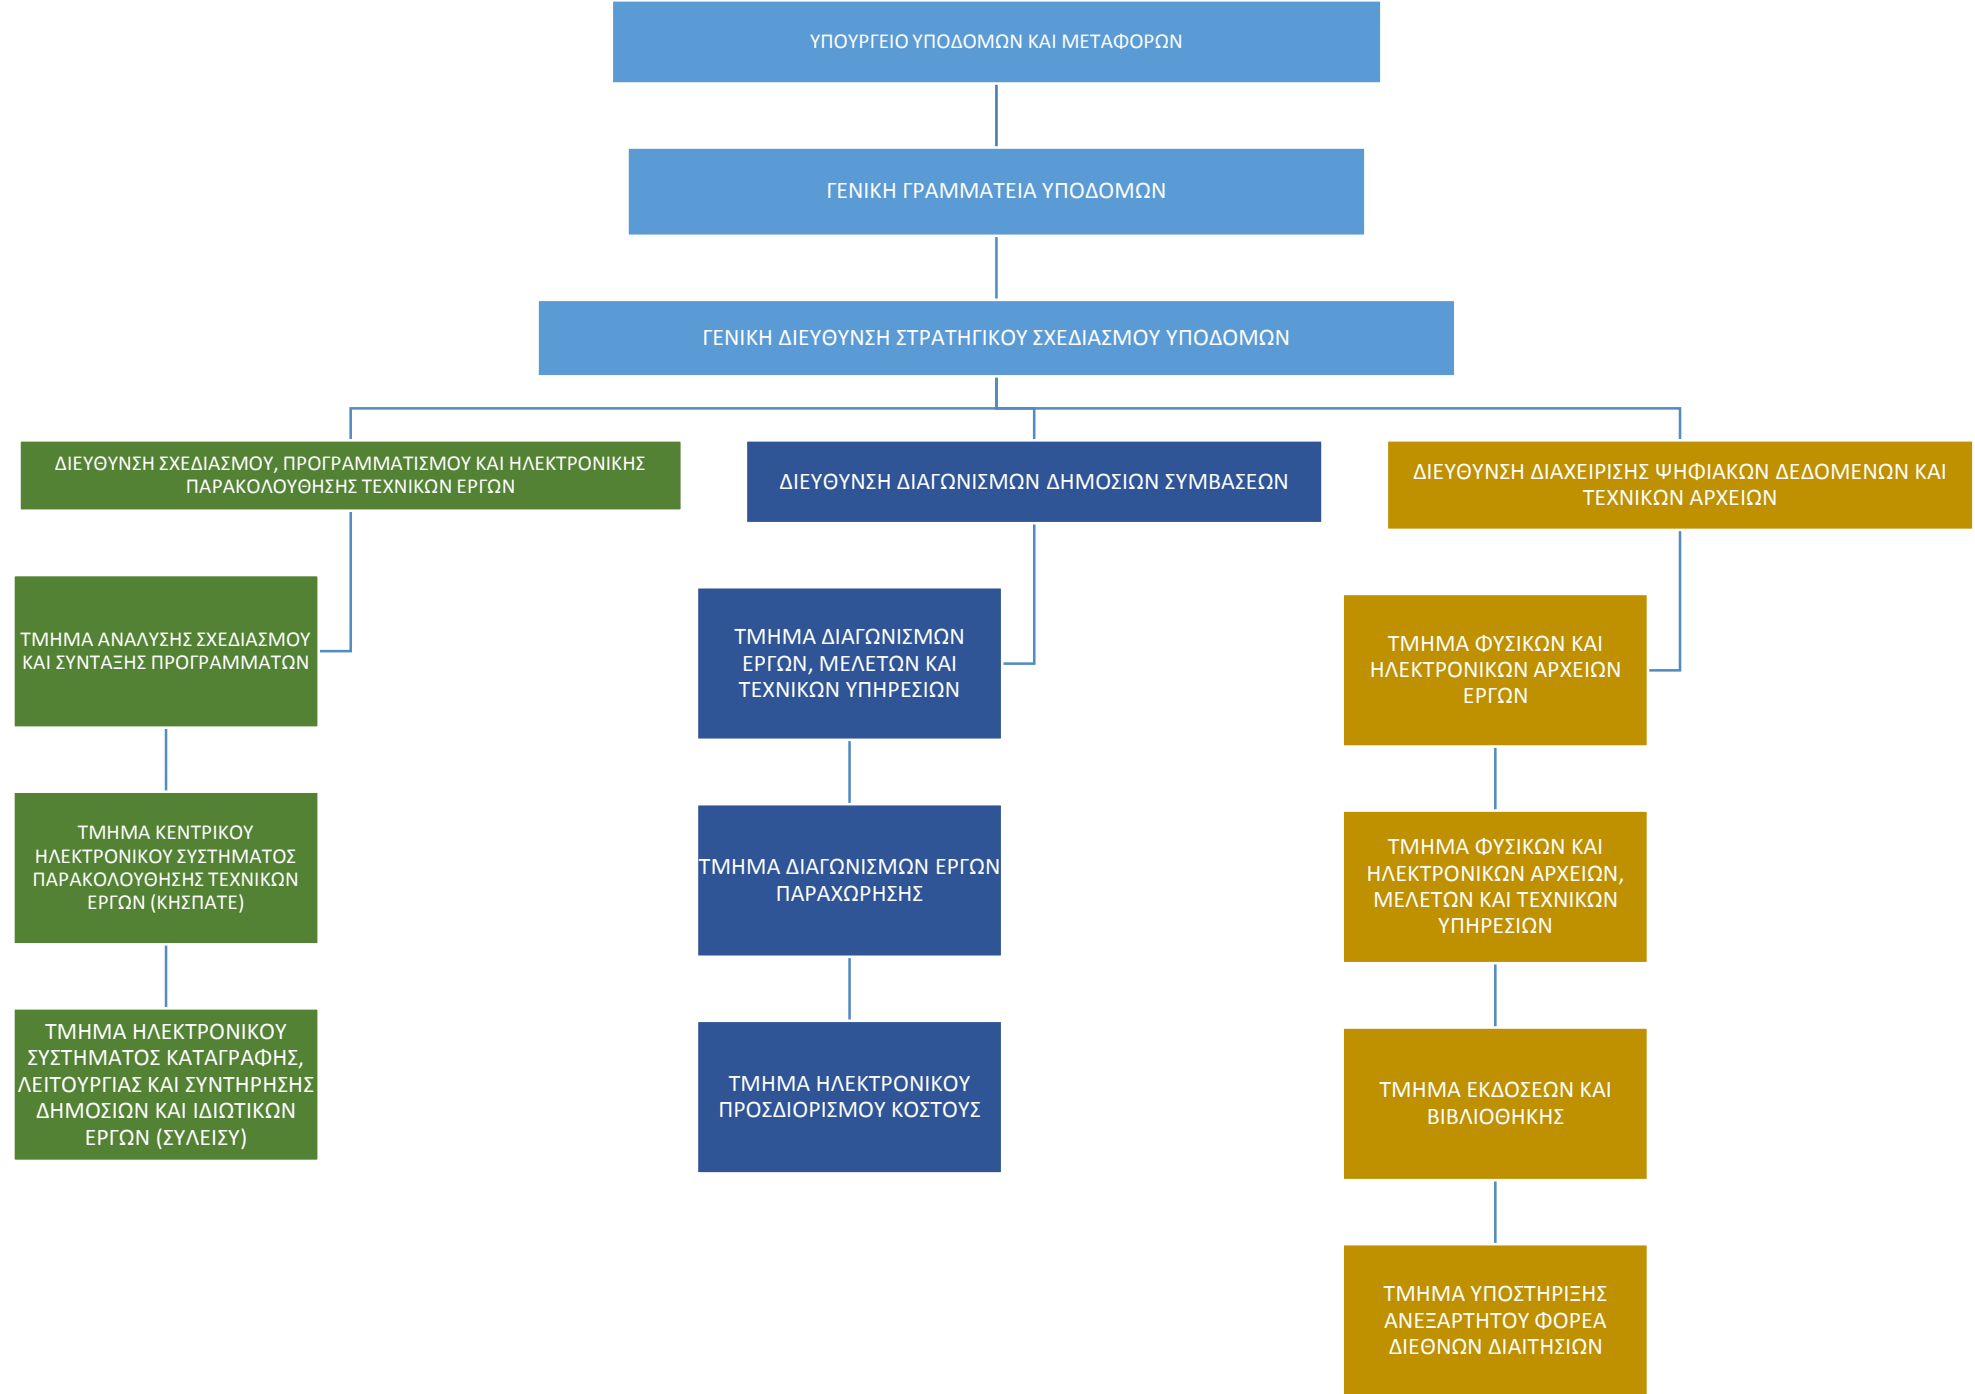 ΥΠΟΥΡΓΕΙΟ ΥΠΟΔΟΜΩΝ ΚΑΙ ΜΕΤΑΦΟΡΩΝ
ΓΕΝΙΚΗ ΓΡΑΜΜΑΤΕΙΑ ΥΠΟΔΟΜΩΝ
ΓΕΝΙΚΗ ΔΙΕΥΘΥΝΣΗ ΣΤΡΑΤΗΓΙΚΟΥ ΣΧΕΔΙΑΣΜΟΥ ΥΠΟΔΟΜΩΝ
ΔΙΕΥΘΥΝΣΗ ΣΧΕΔΙΑΣΜΟΥ, ΠΡΟΓΡΑΜΜΑΤΙΣΜΟΥ ΚΑΙ ΗΛΕΚΤΡΟΝΙΚΗΣ
ΠΑΡΑΚΟΛΟΥΘΗΣΗΣ ΤΕΧΝΙΚΩΝ ΕΡΓΩΝ
ΤΜΗΜΑ ΑΝΑΛΥΣΗΣ ΣΧΕΔΙΑΣΜΟΥ
ΚΑΙ ΣΥΝΤΑΞΗΣ ΠΡΟΓΡΑΜΜΑΤΩΝ
ΤΜΗΜΑ ΚΕΝΤΡΙΚΟΥ
ΗΛΕΚΤΡΟΝΙΚΟΥ ΣΥΣΤΗΜΑΤΟΣ
ΠΑΡΑΚΟΛΟΥΘΗΣΗΣ ΤΕΧΝΙΚΩΝ
ΕΡΓΩΝ (ΚΗΣΠΑΤΕ)
ΤΜΗΜΑ ΗΛΕΚΤΡΟΝΙΚΟΥ
ΣΥΣΤΗΜΑΤΟΣ ΚΑΤΑΓΡΑΦΗΣ,
ΛΕΙΤΟΥΡΓΙΑΣ ΚΑΙ ΣΥΝΤΗΡΗΣΗΣ
ΔΗΜΟΣΙΩΝ ΚΑΙ ΙΔΙΩΤΙΚΩΝ
ΕΡΓΩΝ (ΣΥΛΕΙΣΥ)
ΔΙΕΥΘΥΝΣΗ ΔΙΑΓΩΝΙΣΜΩΝ ΔΗΜΟΣΙΩΝ ΣΥΜΒΑΣΕΩΝ
ΤΜΗΜΑ ΔΙΑΓΩΝΙΣΜΩΝ
ΕΡΓΩΝ, ΜΕΛΕΤΩΝ ΚΑΙ
ΤΕΧΝΙΚΩΝ ΥΠΗΡΕΣΙΩΝ
ΤΜΗΜΑ ΔΙΑΓΩΝΙΣΜΩΝ ΕΡΓΩΝ
ΠΑΡΑΧΩΡΗΣΗΣ
ΤΜΗΜΑ ΗΛΕΚΤΡΟΝΙΚΟΥ
ΠΡΟΣΔΙΟΡΙΣΜΟΥ ΚΟΣΤΟΥΣ
ΔΙΕΥΘΥΝΣΗ ΔΙΑΧΕΙΡΙΣΗΣ ΨΗΦΙΑΚΩΝ ΔΕΔΟΜΕΝΩΝ ΚΑΙ
ΤΕΧΝΙΚΩΝ ΑΡΧΕΙΩΝ
ΤΜΗΜΑ ΦΥΣΙΚΩΝ ΚΑΙ
ΗΛΕΚΤΡΟΝΙΚΩΝ ΑΡΧΕΙΩΝ
ΕΡΓΩΝ
ΤΜΗΜΑ ΦΥΣΙΚΩΝ ΚΑΙ
ΗΛΕΚΤΡΟΝΙΚΩΝ ΑΡΧΕΙΩΝ,
ΜΕΛΕΤΩΝ ΚΑΙ ΤΕΧΝΙΚΩΝ
ΥΠΗΡΕΣΙΩΝ
ΤΜΗΜΑ ΕΚΔΟΣΕΩΝ ΚΑΙ
ΒΙΒΛΙΟΘΗΚΗΣ
ΤΜΗΜΑ ΥΠΟΣΤΗΡΙΞΗΣ
ΑΝΕΞΑΡΤΗΤΟΥ ΦΟΡΕΑ
ΔΙΕΘΝΩΝ ΔΙΑΙΤΗΣΙΩΝ